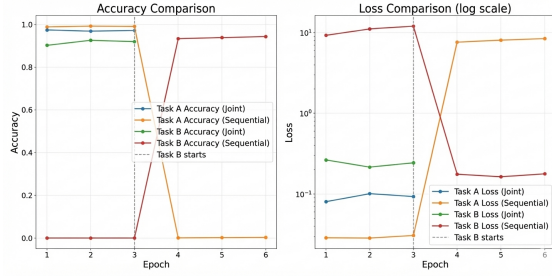 Accuracy Comparison
1.0
0.8
0.6
0.4
0.2
0.0
Accuracy
1 2 3 4 5 6
Epoch
Task A Accuracy (Joint)
Task A Accuracy (Sequential)
Task B Accuracy (Joint)
Task B Accuracy (Sequential)
Task B starts
Loss Comparison (log scale)
10¹
10⁰
10⁻¹
Loss
1 2 3 4 5 6
Epoch
Task A Loss (Joint)
Task A Loss (Sequential)
Task B Loss (Joint)
Task B Loss (Sequential)
Task B starts